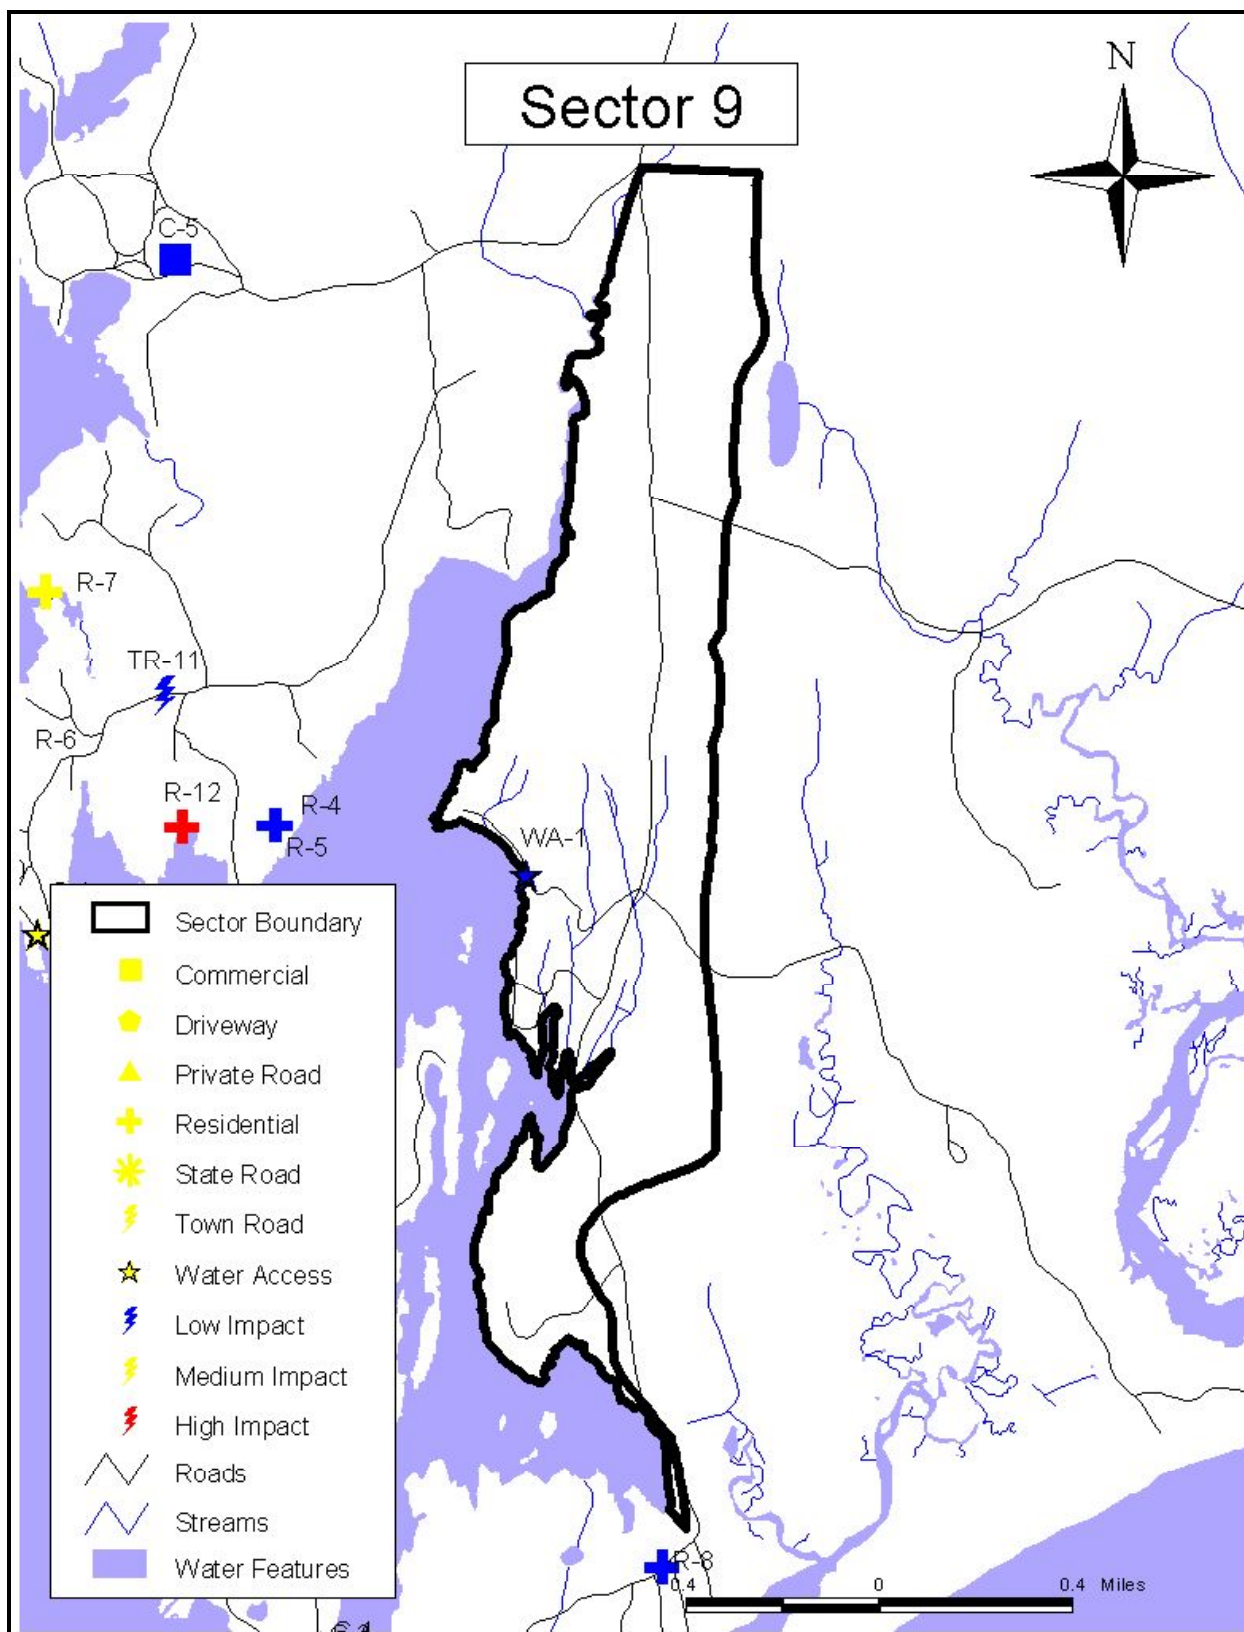 Sector 9
N
C-5
R-7
TR-11
R-6
R-12
R-4
R-5
WA-1
Sector Boundary
Commercial
Driveway
Private Road
Residential
State Road
Town Road
Water Access
Low Impact
Medium Impact
High Impact
Roads
Streams
Water Features
R-8
0.4 0 0.4 Miles